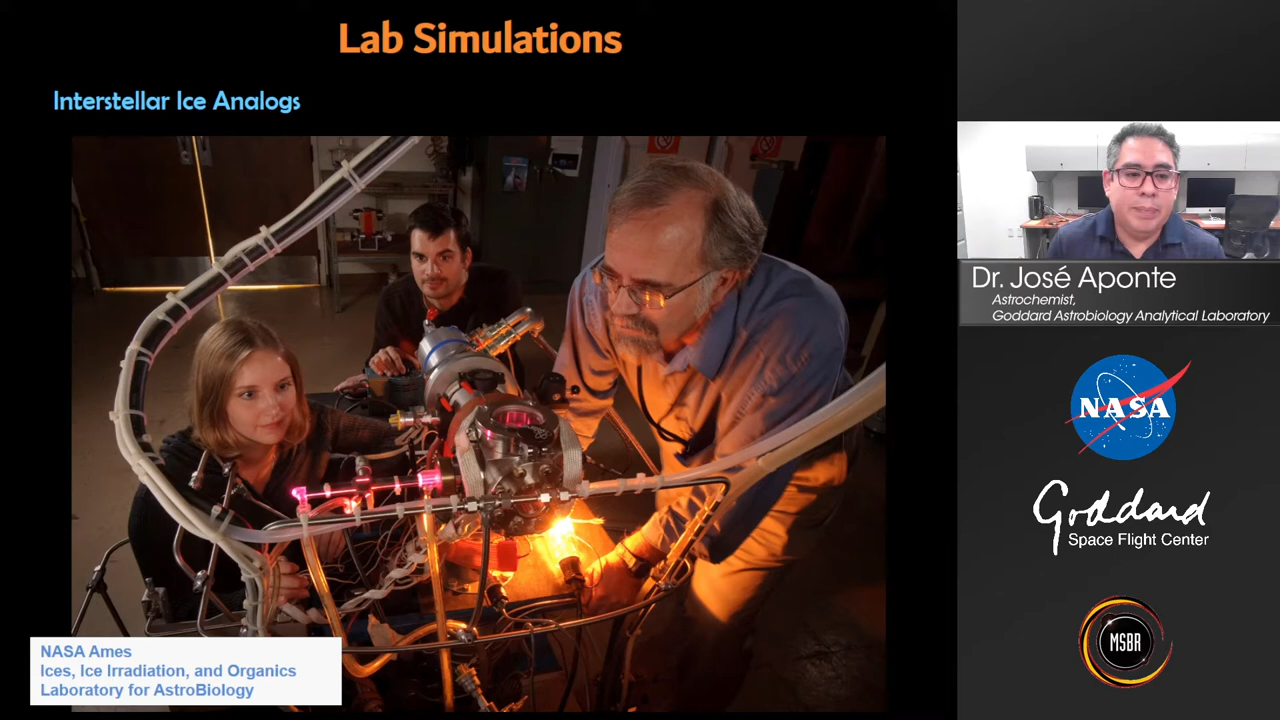 Lab Simulations
Interstellar Ice Analogs
NASA Ames
Ices, Ice Irradiation, and Organics
Laboratory for AstroBiology
Dr. José Aponte
Astrochemist,
Goddard Astrobiology Analytical Laboratory
NASA
Goddard
Space Flight Center
MSBR